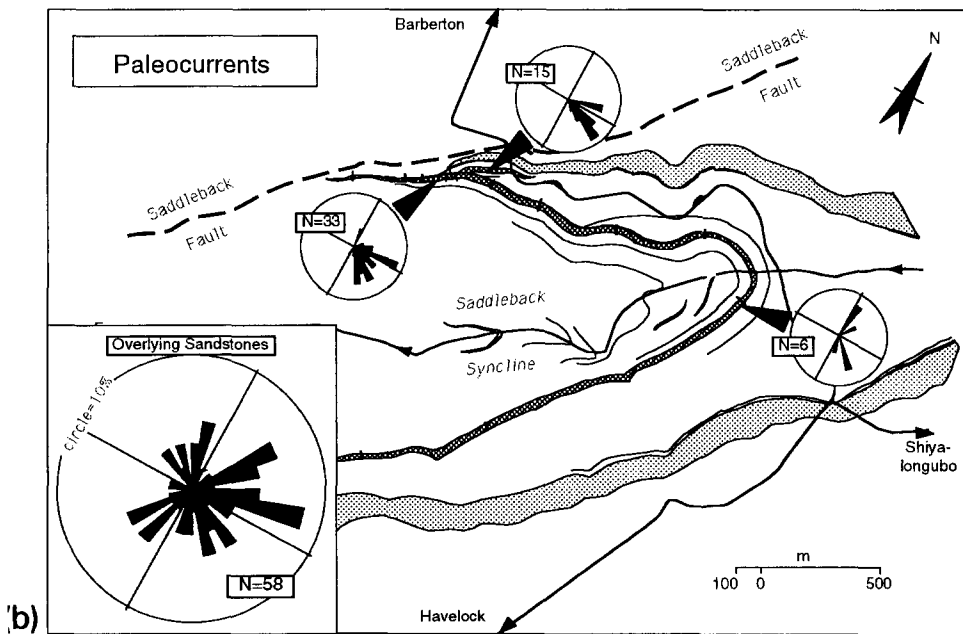 Barberton
Paleocurrents
N
N=15
Saddleback
Fault
Saddleback
Fault
N=33
Saddleback
Syncline
N=6
Overlying Sandstones
circle=10%
N=58
Shiya-
longubo
m
100 0 500
Havelock
(b)